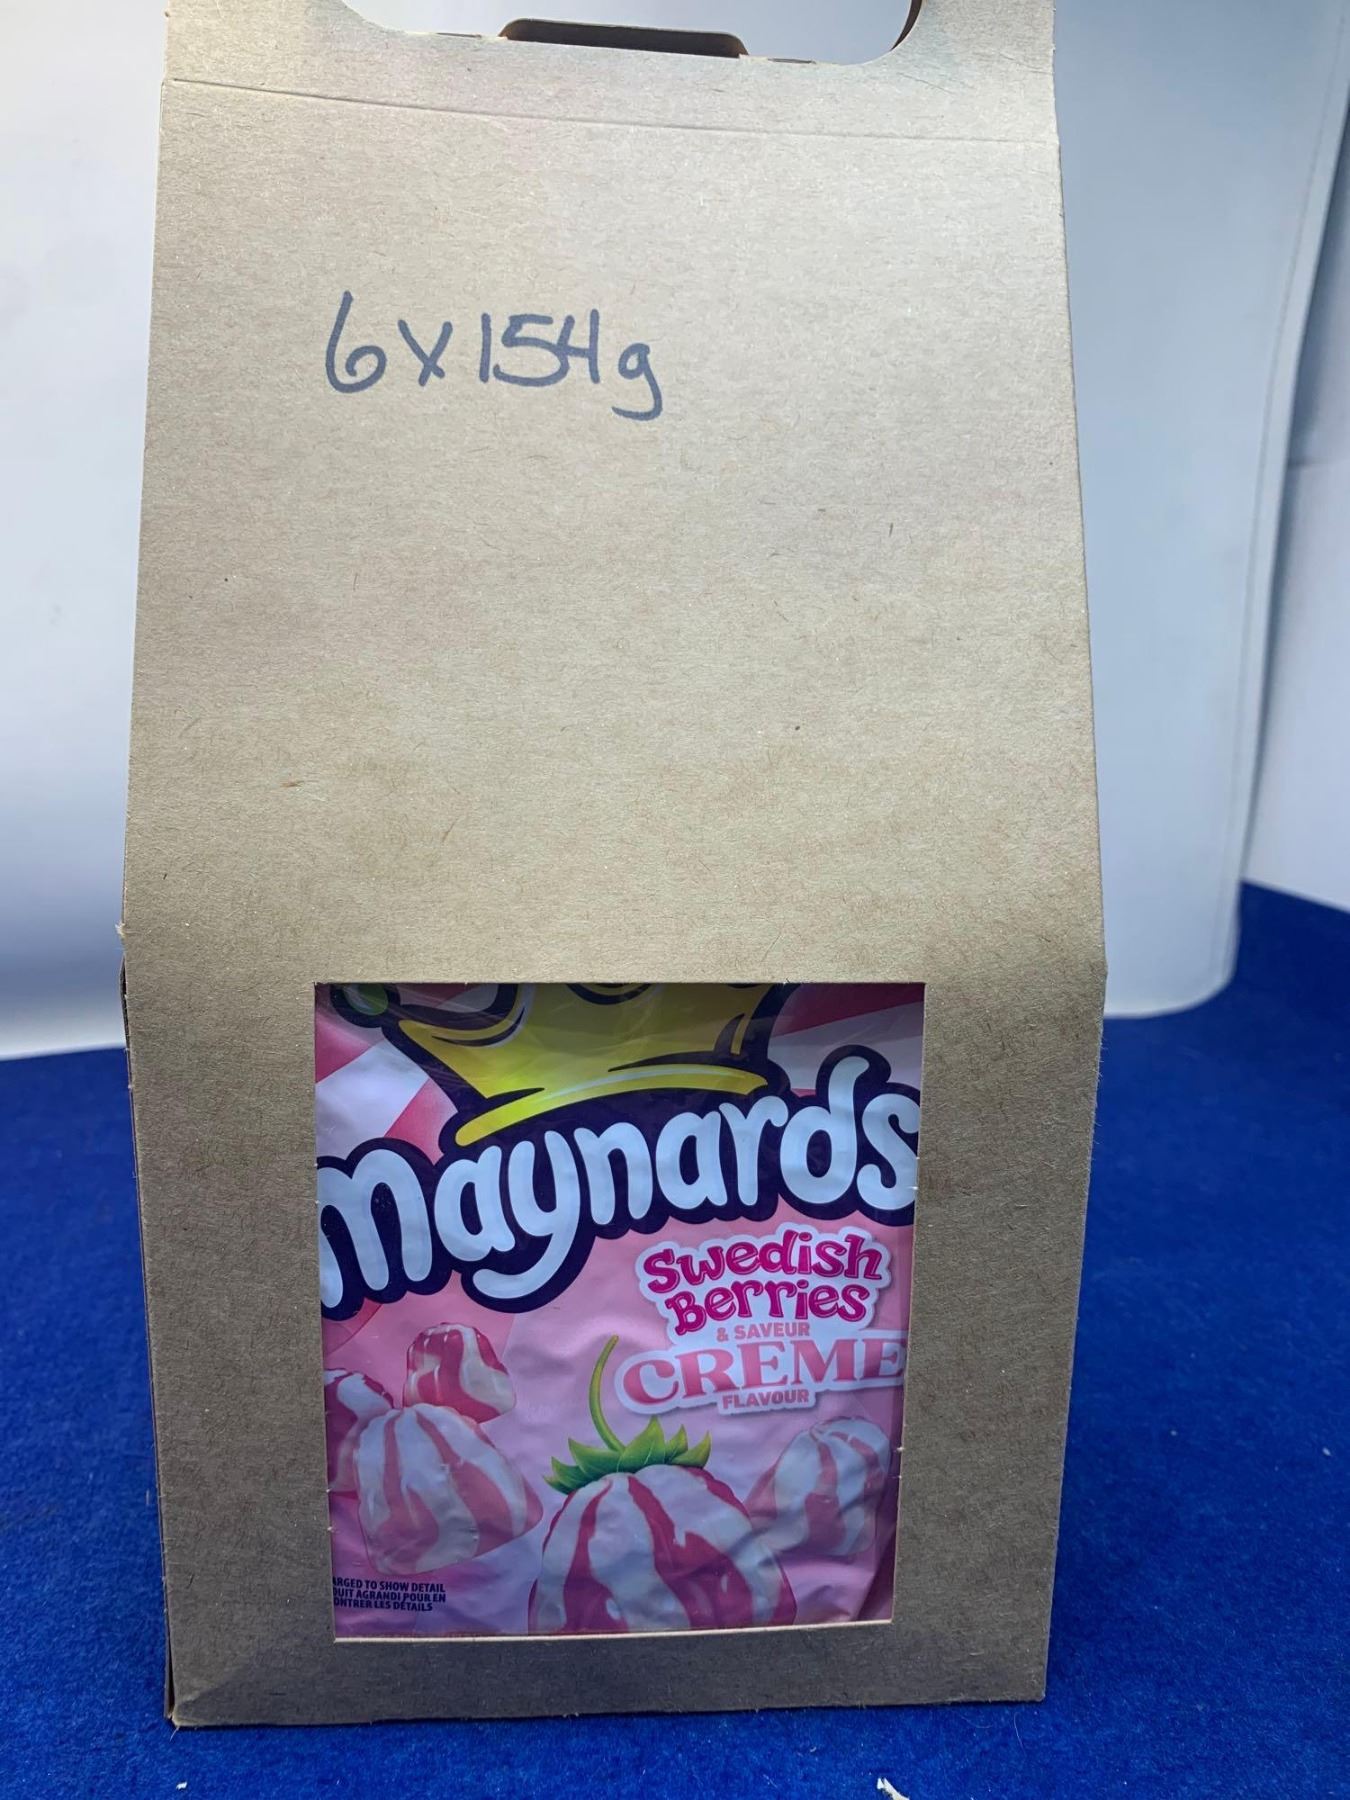 6x154g
maynards
Swedish
Berries
& SAVEUR
CREME
FLAVOUR
ARGED TO SHOW DETAIL
DUIT AGRANDI POUR EN
ONTRER LES DÉTAILS